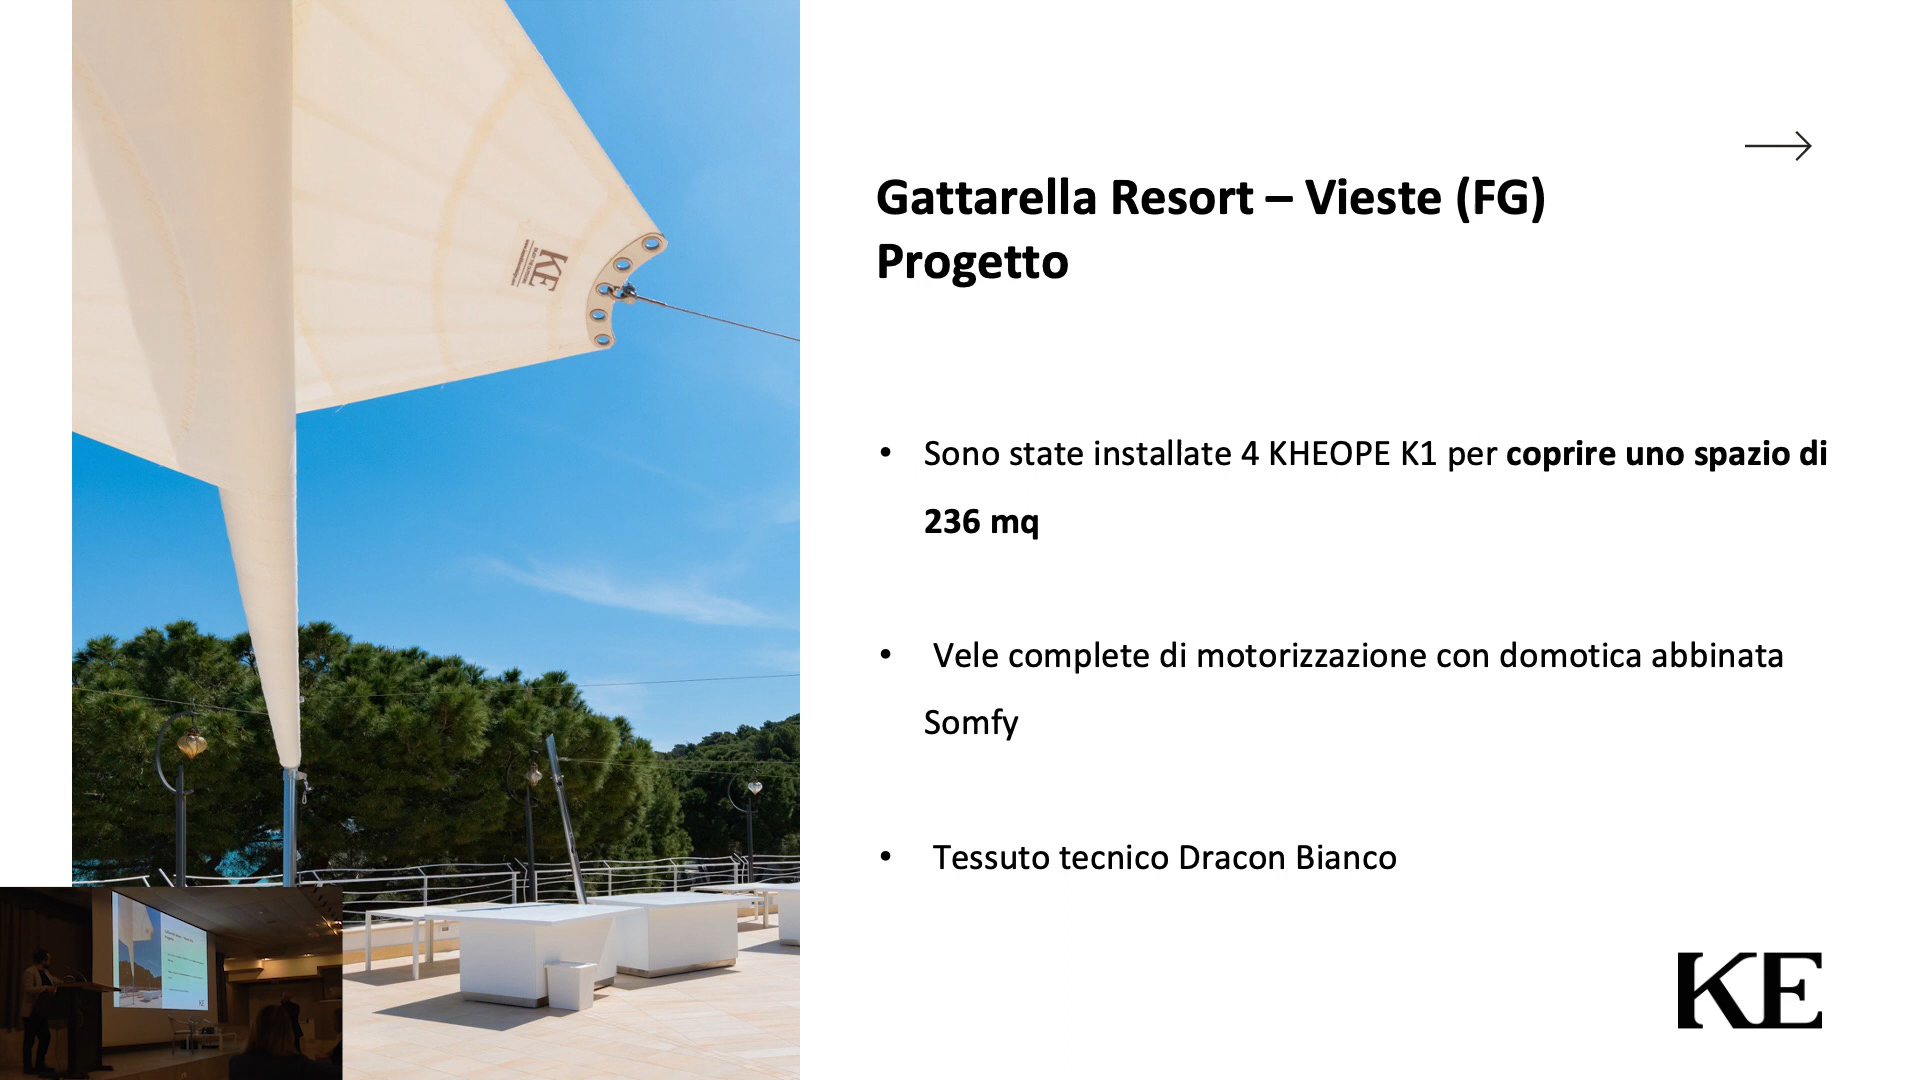 Gattarella Resort – Vieste (FG)
Progetto
• Sono state installate 4 KHEOPE K1 per coprire uno spazio di
236 mq
• Vele complete di motorizzazione con domotica abbinata
Somfy
• Tessuto tecnico Dracon Bianco
KE
KE